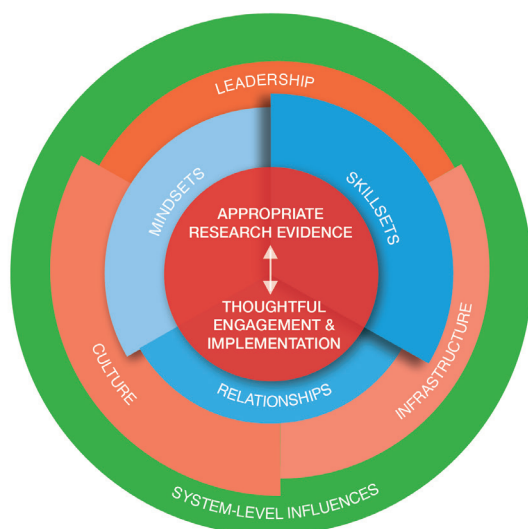 LEADERSHIP
MINDSETS
SKILLSETS
APPROPRIATE
RESEARCH EVIDENCE
THOUGHTFUL
ENGAGEMENT &
IMPLEMENTATION
RELATIONSHIPS
CULTURE
INFRASTRUCTURE
SYSTEM-LEVEL INFLUENCES